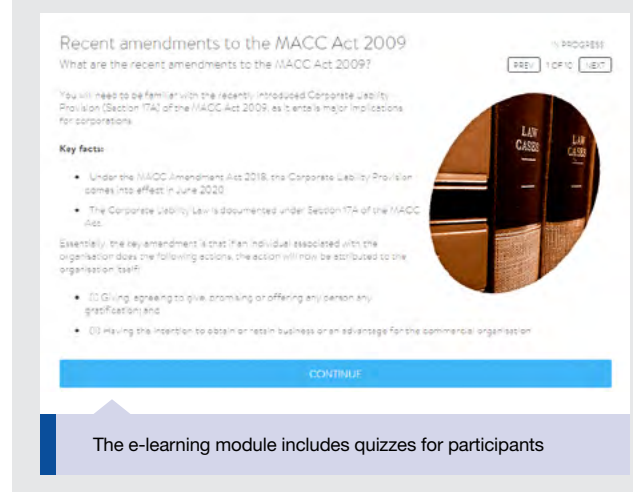 Recent amendments to the MACC Act 2009
IN PROGRESS
What are the recent amendments to the MACC Act 2009?
PREV 1 OF 10 NEXT
You will need to be familiar with the recently introduced Corporate Liability
Provision (Section 17A) of the MACC Act 2009, as it entails major implications
for corporations.
Key facts:
• Under the MACC Amendment Act 2018, the Corporate Liability Provision
comes into effect in June 2020
• The Corporate Liability Law is documented under Section 17A of the MACC
Act.
Essentially, the key amendment is that if an individual associated with the
organisation does the following actions, the action will now be attributed to the
organisation itself:
• (i) Giving, agreeing to give, promising or offering any person any
gratification; and
• (ii) Having the intention to obtain or retain business or an advantage for the commercial organisation
LAW
CASES
LAW
CASES
CONTINUE
The e-learning module includes quizzes for participants